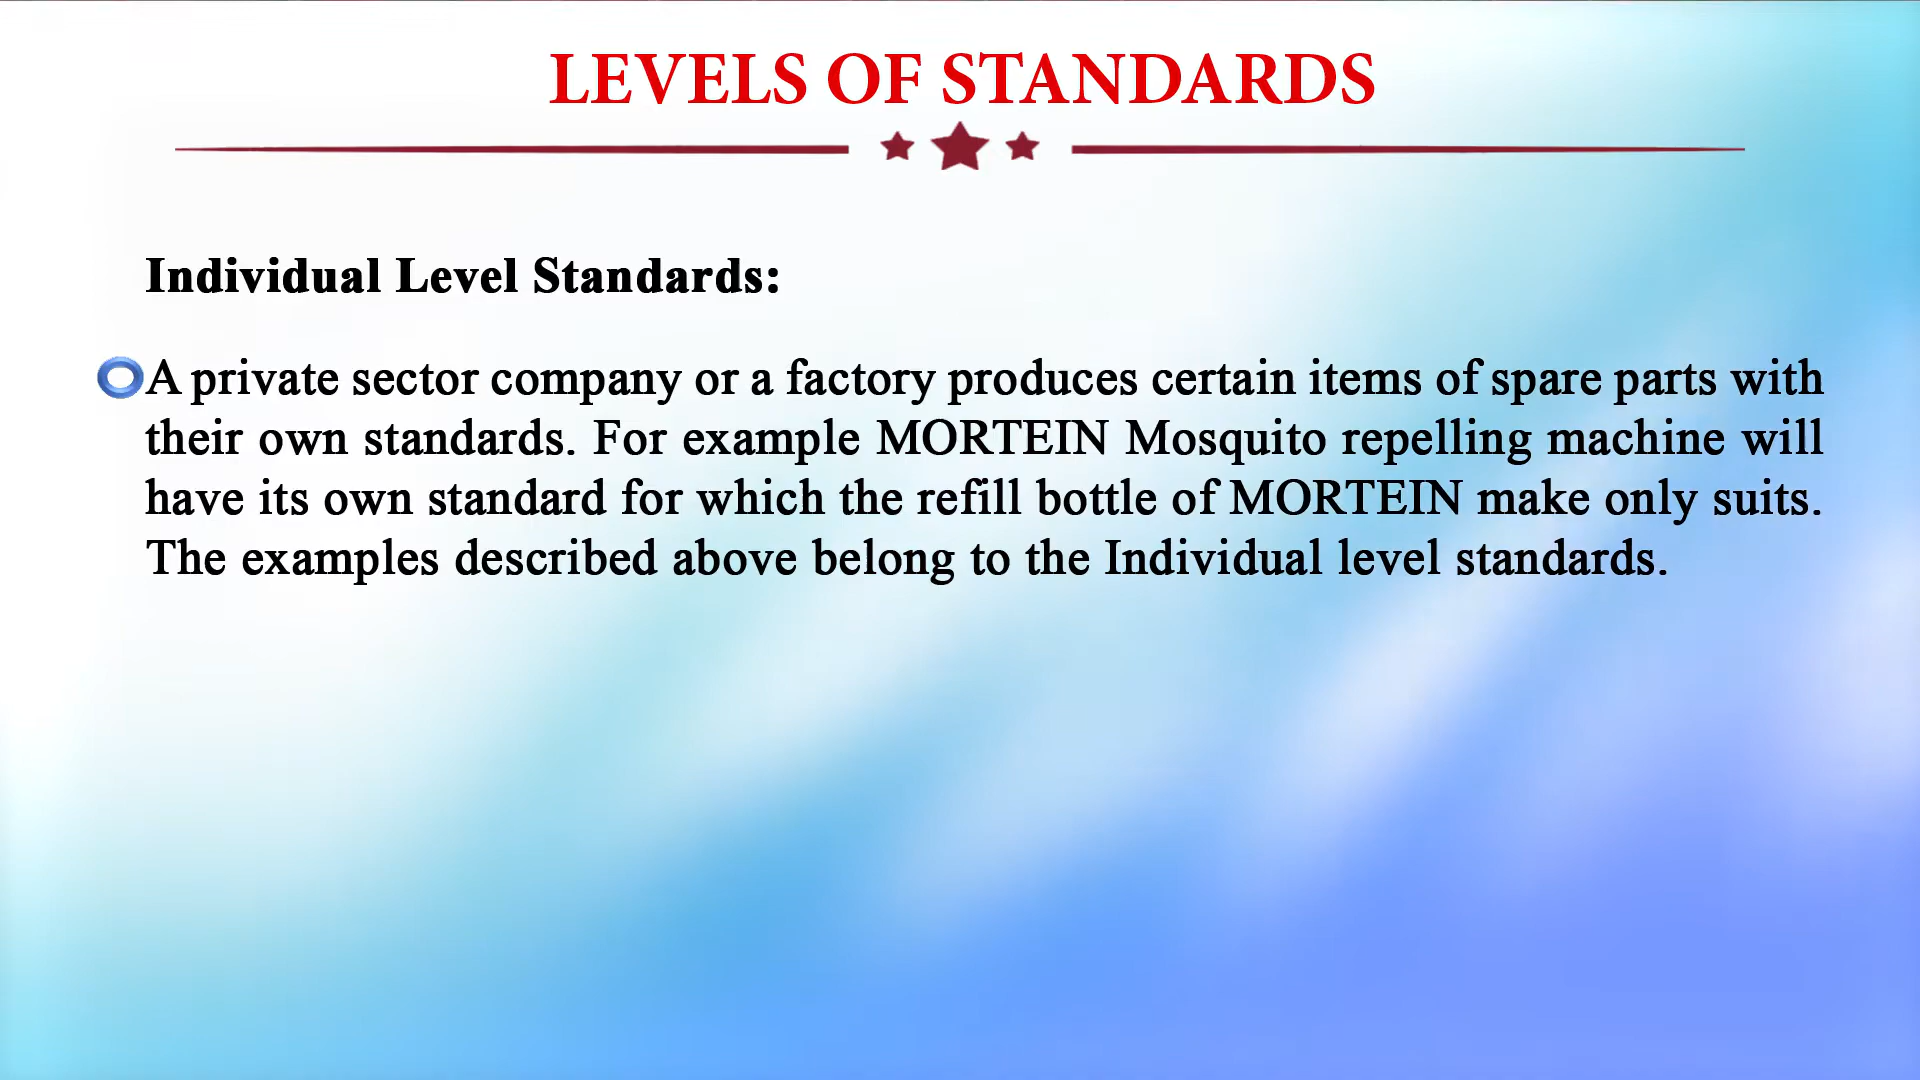 LEVELS OF STANDARDS
Individual Level Standards:
A private sector company or a factory produces certain items of spare parts with
their own standards. For example MORTEIN Mosquito repelling machine will
have its own standard for which the refill bottle of MORTEIN make only suits.
The examples described above belong to the Individual level standards.